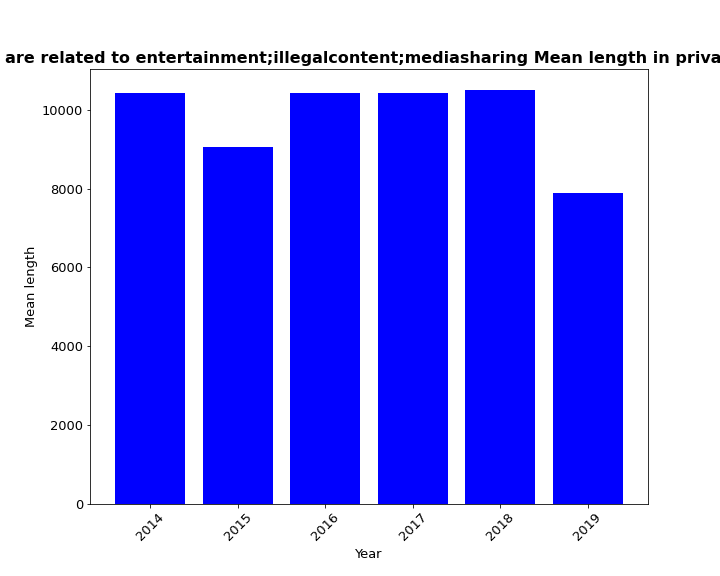 are related to entertainment;illegalcontent;mediasharing Mean length in priva
10000
8000
6000
4000
2000
0
Mean length
2014 2015 2016 2017 2018 2019
Year